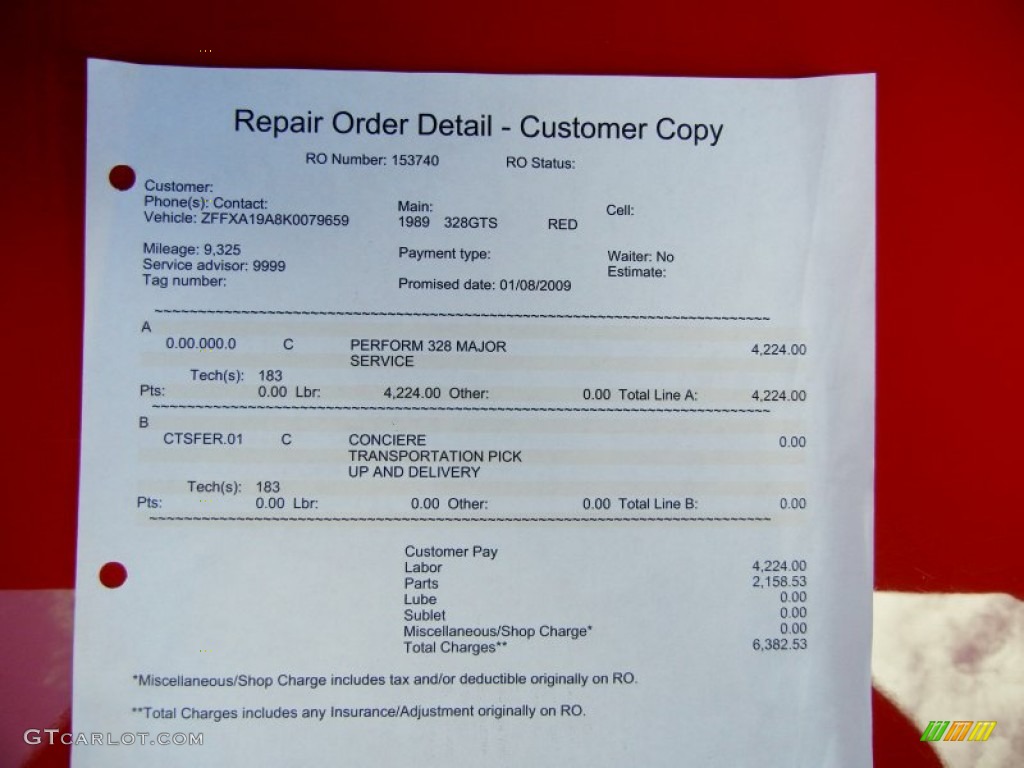 Repair Order Detail - Customer Copy
RO Number: 153740 RO Status:
Customer:
Phone(s): Contact: Main: Cell:
Vehicle: ZFFXA19A8K0079659 1989 328GTS RED
Mileage: 9,325 Payment type: Waiter: No
Service advisor: 9999 Estimate:
Tag number: Promised date: 01/08/2009
A
0.00.000.0 C PERFORM 328 MAJOR 4,224.00
SERVICE
Tech(s): 183
Pts: 0.00 Lbr: 4,224.00 Other: 0.00 Total Line A: 4,224.00
B
CTSFER.01 C CONCIERE 0.00
TRANSPORTATION PICK
UP AND DELIVERY
Tech(s): 183
Pts: 0.00 Lbr: 0.00 Other: 0.00 Total Line B: 0.00
Customer Pay
Labor 4,224.00
Parts 2,158.53
Lube 0.00
Sublet 0.00
Miscellaneous/Shop Charge* 0.00
Total Charges** 6,382.53
*Miscellaneous/Shop Charge includes tax and/or deductible originally on RO.
**Total Charges includes any Insurance/Adjustment originally on RO.
GTCARLOT.COM